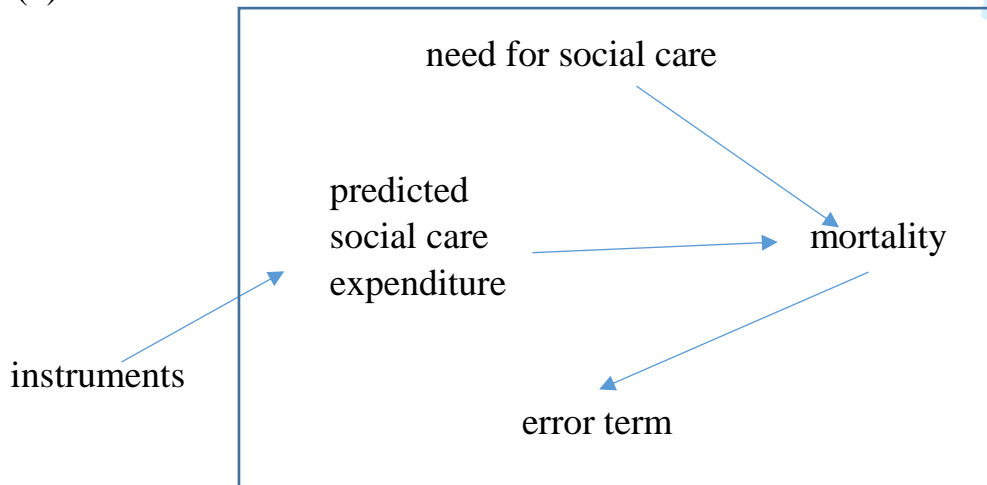 need for social care
predicted
social care
expenditure
mortality
instruments
error term